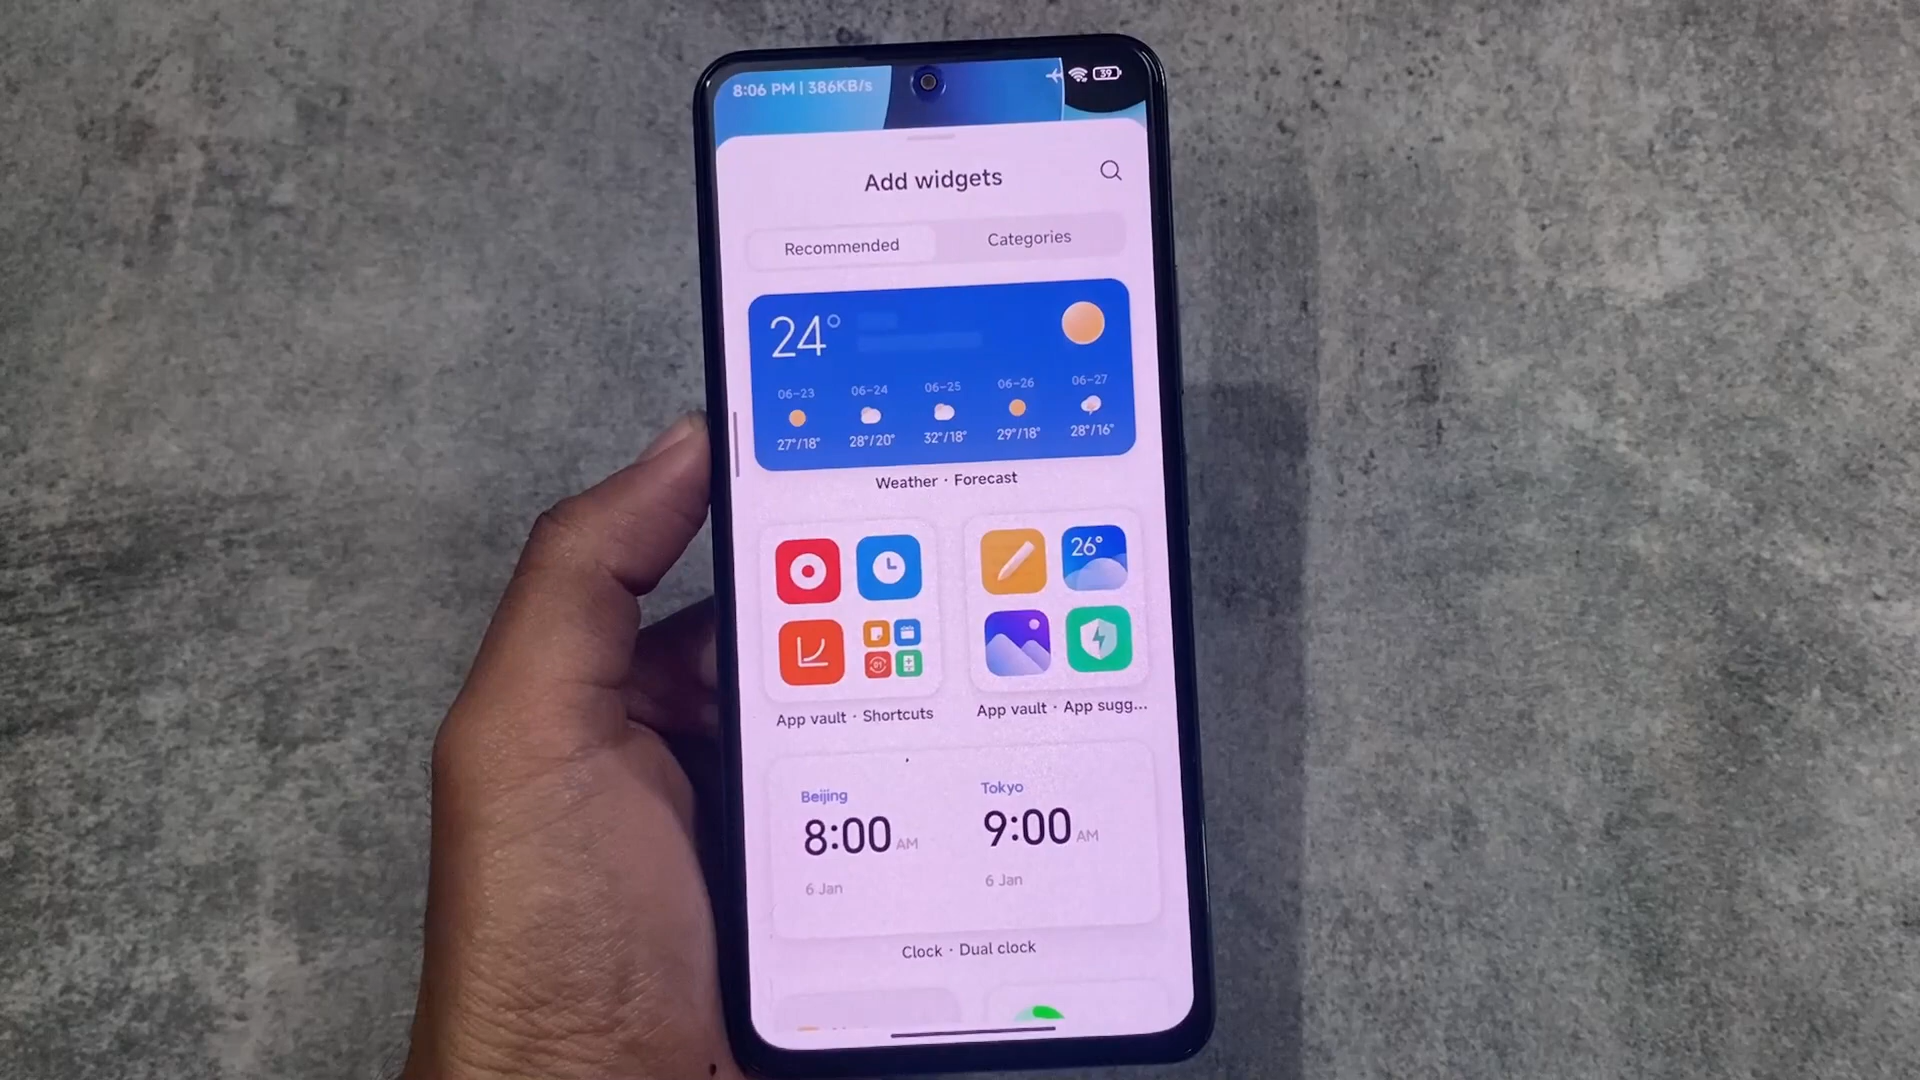 8:06 PM | 386KB/s
39
Add widgets
Recommended
Categories
24°
06-23 06-24 06-25 06-26 06-27
27°/18° 28°/20° 32°/18° 29°/18° 28°/16°
Weather · Forecast
26°
01
App vault · Shortcuts
App vault · App sugg...
Beijing
8:00 AM
6 Jan
Tokyo
9:00 AM
6 Jan
Clock · Dual clock